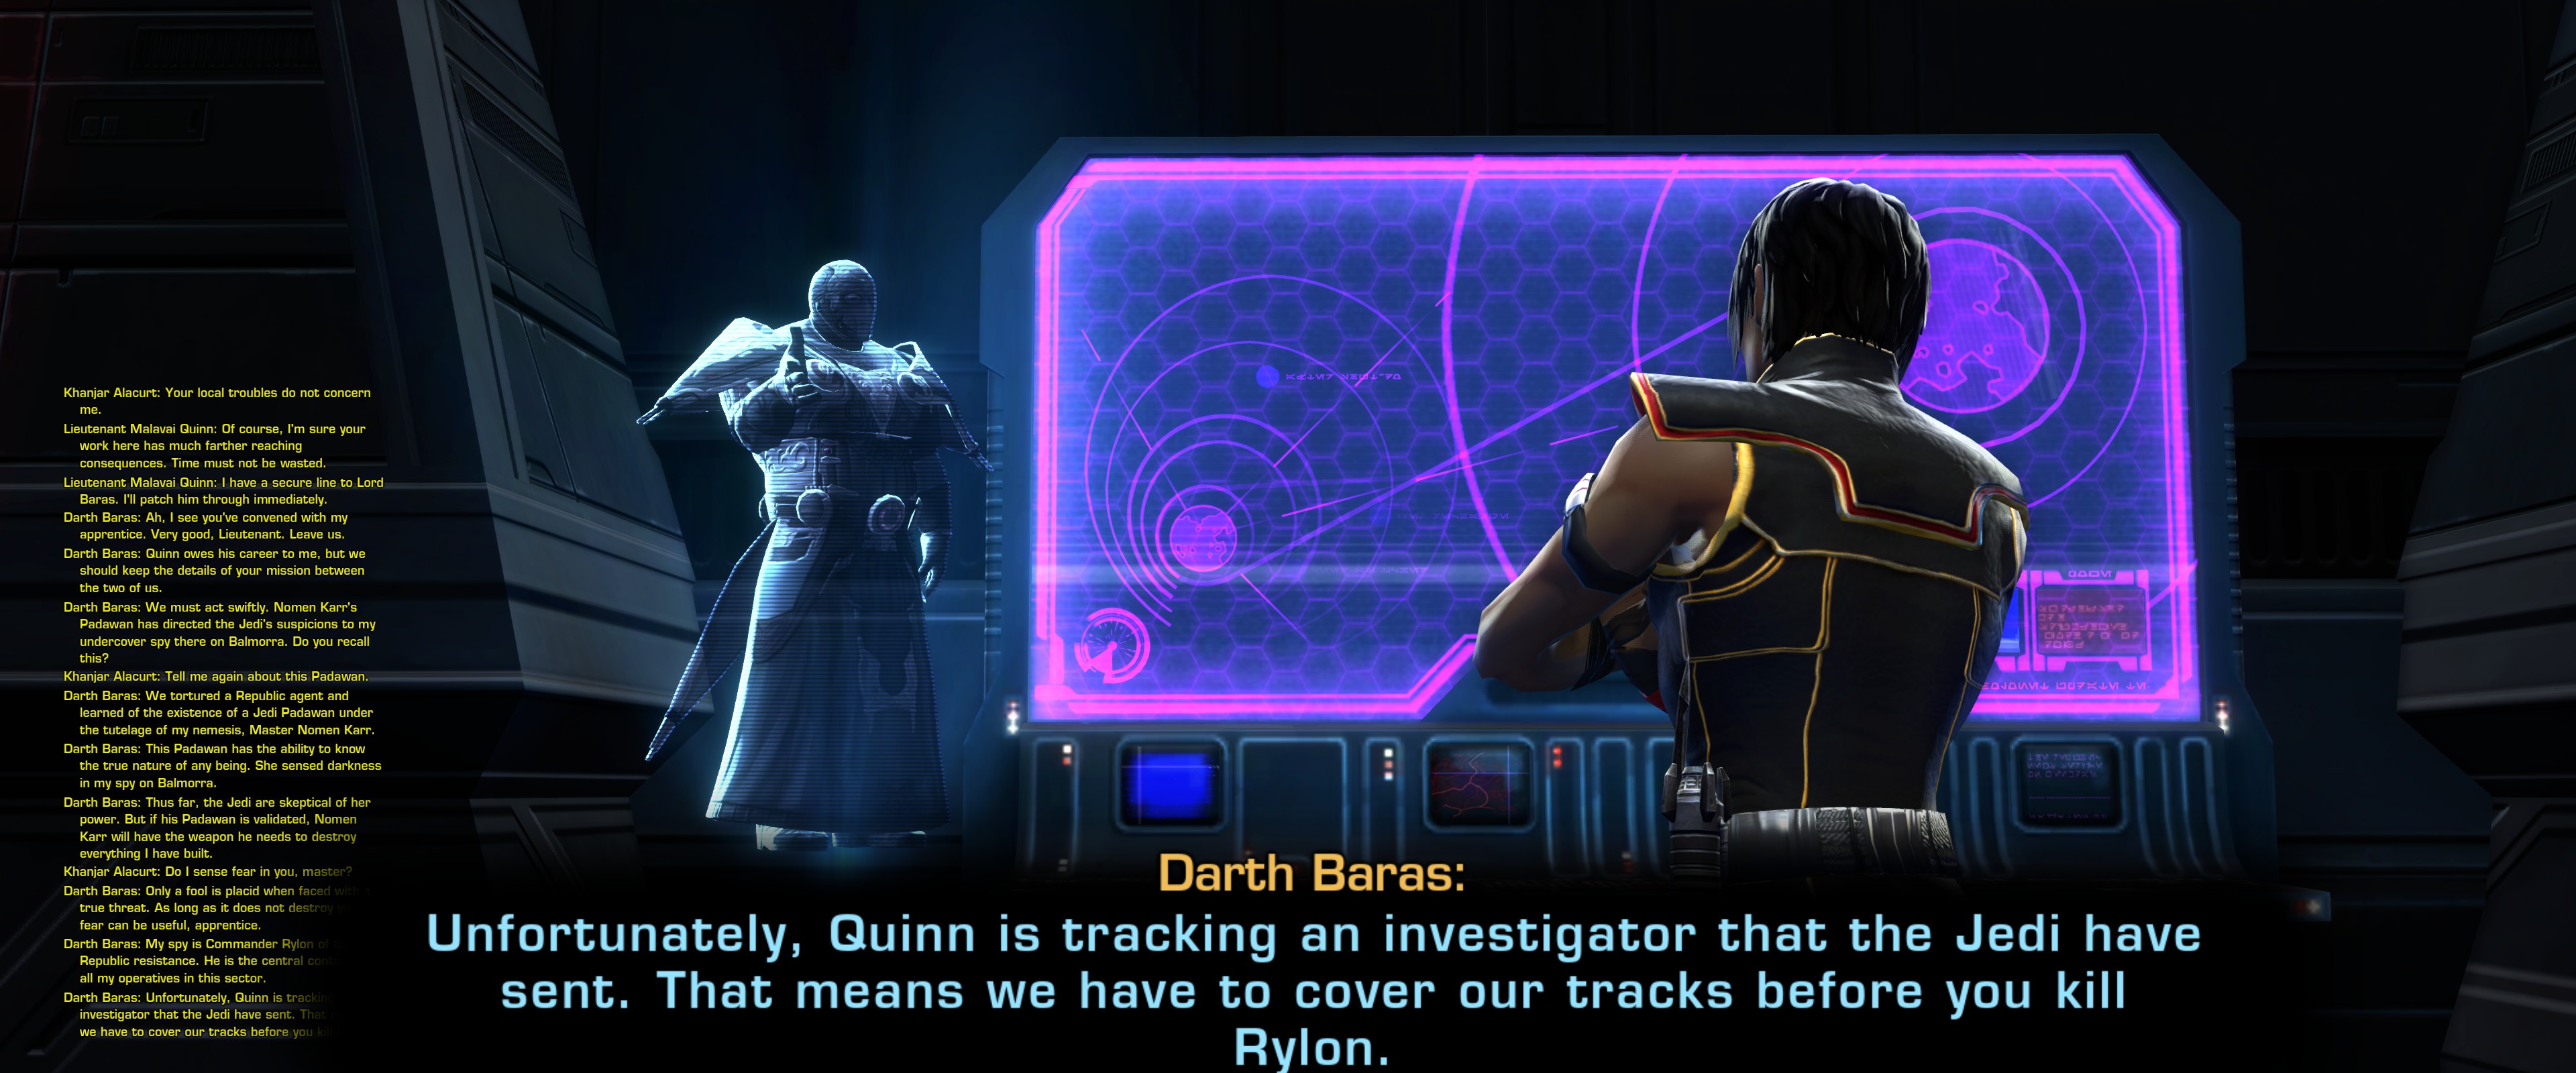 Khanjar Alacurt: Your local troubles do not concern
me.
Lieutenant Malavai Quinn: Of course, I'm sure your
work here has much farther reaching
consequences. Time must not be wasted.
Lieutenant Malavai Quinn: I have a secure line to Lord
Baras. I'll patch him through immediately.
Darth Baras: Ah, I see you've convened with my
apprentice. Very good, Lieutenant. Leave us.
Darth Baras: Quinn owes his career to me, but we
should keep the details of your mission between
the two of us.
Darth Baras: We must act swiftly. Nomen Karr's
Padawan has directed the Jedi's suspicions to my
undercover spy there on Balmorra. Do you recall
this?
Khanjar Alacurt: Tell me again about this Padawan.
Darth Baras: We tortured a Republic agent and
learned of the existence of a Jedi Padawan under
the tutelage of my nemesis, Master Nomen Karr.
Darth Baras: This Padawan has the ability to know
the true nature of any being. She sensed darkness
in my spy on Balmorra.
Darth Baras: Thus far, the Jedi are skeptical of her
power. But if his Padawan is validated, Nomen
Karr will have the weapon he needs to destroy
everything I have built.
Khanjar Alacurt: Do I sense fear in you, master?
Darth Baras: Only a fool is placid when faced with a
true threat. As long as it does not destroy
fear can be useful, apprentice.
Darth Baras: My spy is Commander Rylon of
Republic resistance. He is the central
all my operatives in this sector.
Darth Baras: Unfortunately, Quinn is tracking
investigator that the Jedi have sent. That
we have to cover our tracks before you
Darth Baras:
Unfortunately, Quinn is tracking an investigator that the Jedi have
sent. That means we have to cover our tracks before you kill
Rylon.